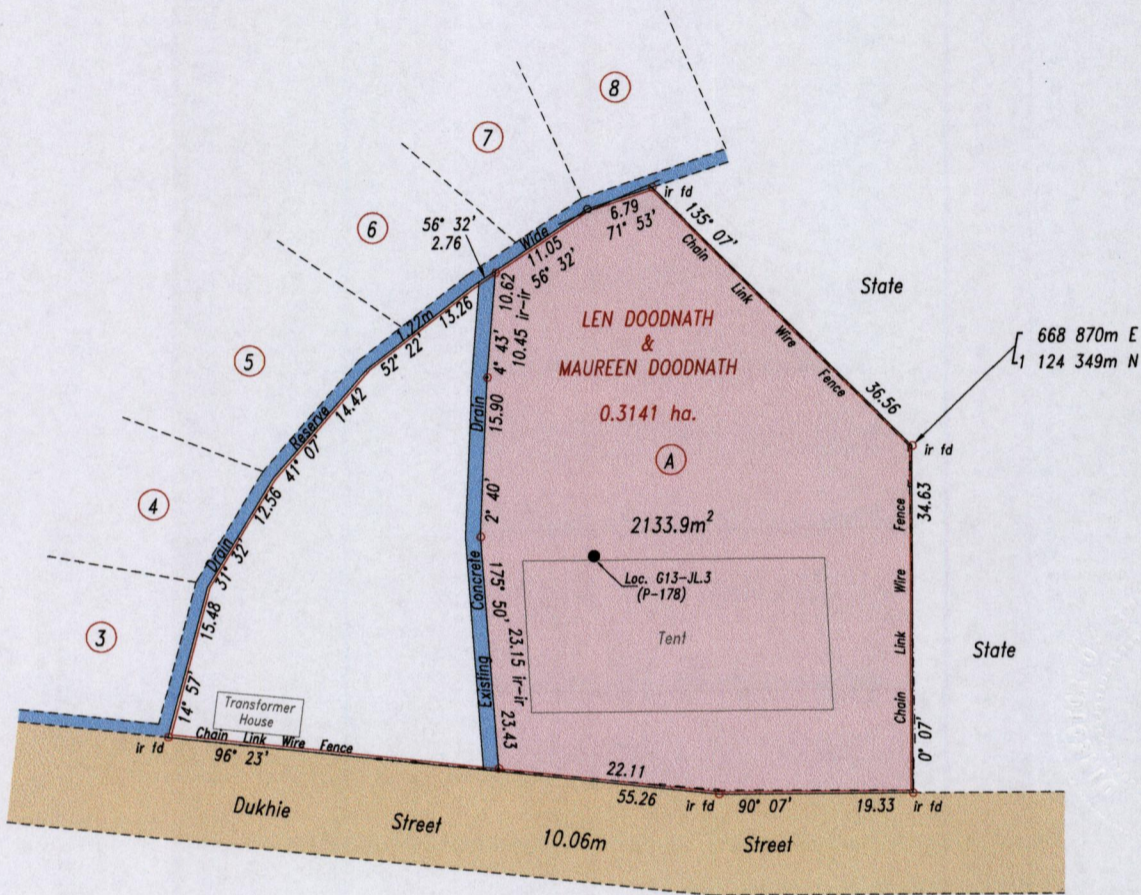 8
7
6
5
4
3
56° 32'
2.76
Wide
11.05
56° 32'
6.79
71° 53'
ir fd
135° 07'
Chain Link Wire Fence
36.56
State
668 870m E
1 124 349m N
ir fd
LEN DOODNATH
&
MAUREEN DOODNATH
0.3141 ha.
A
2133.9m²
Loc. G13-JL.3
(P-178)
Tent
10.62
10.45 ir-ir
4° 43'
15.90
2° 40'
175° 50'
23.15 ir-ir
23.43
Existing Concrete Drain
1.22m
13.26
52° 22'
14.42
Reserve
41° 07'
12.56
Drain
31° 32'
15.48
14° 57'
Transformer
House
ir fd
Chain Link Wire Fence
96° 23'
22.11
55.26
ir fd
90° 07'
19.33
ir fd
34.63
Chain Link Wire Fence
0° 07'
State
Dukhie Street
10.06m
Street